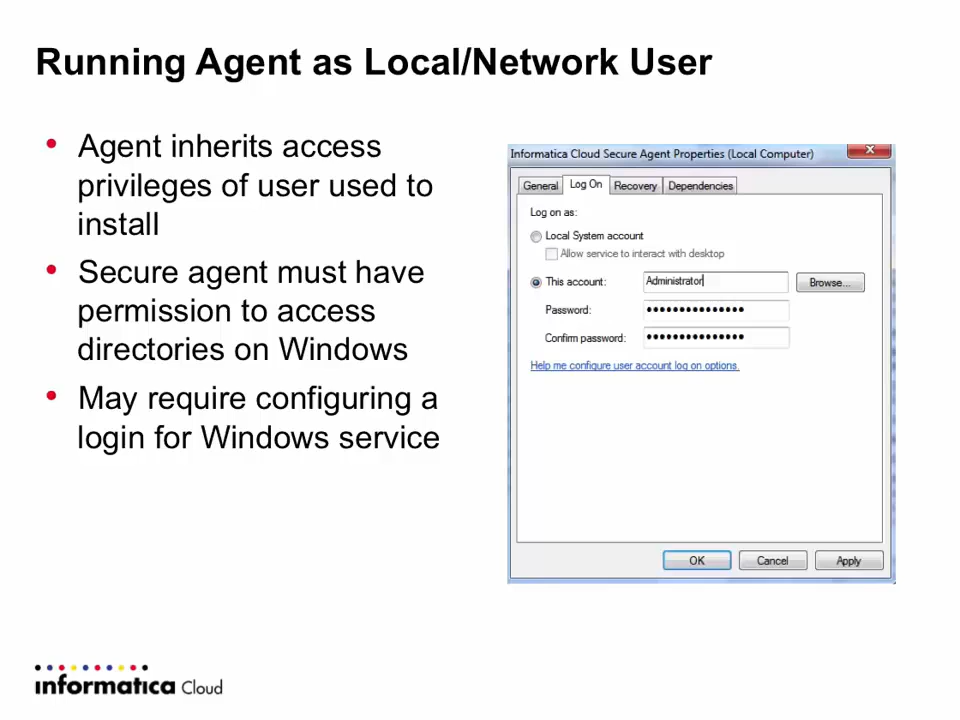 Running Agent as Local/Network User
• Agent inherits access
privileges of user used to
install
• Secure agent must have
permission to access
directories on Windows
• May require configuring a
login for Windows service
Informatica Cloud Secure Agent Properties (Local Computer)
General Log On Recovery Dependencies
Log on as:
Local System account
Allow service to interact with desktop
This account: Administrator Browse...
Password: •••••••••••••••
Confirm password: •••••••••••••••
Help me configure user account log on options.
OK Cancel Apply
informatica Cloud